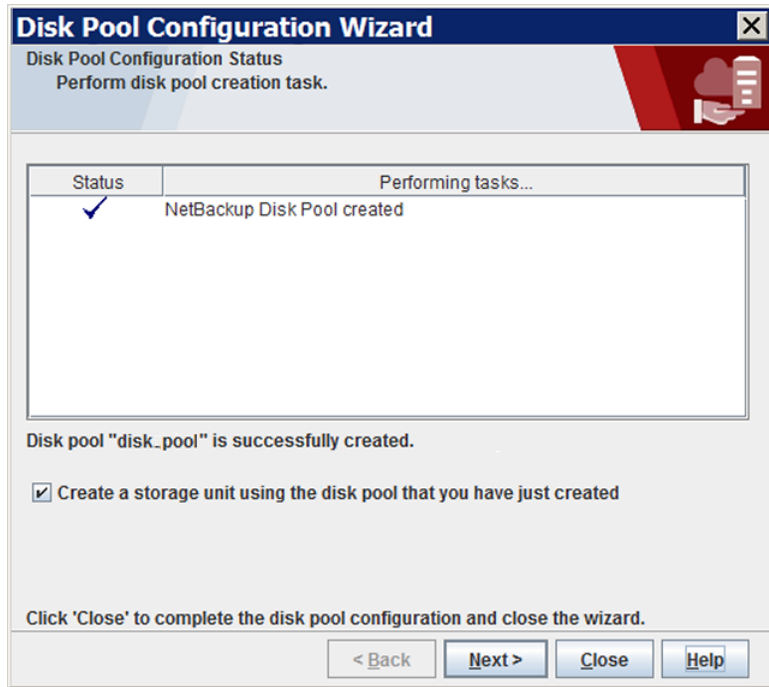 Disk Pool Configuration Wizard
Disk Pool Configuration Status
Perform disk pool creation task.
Status Performing tasks...
NetBackup Disk Pool created
Disk pool "disk_pool" is successfully created.
Create a storage unit using the disk pool that you have just created
Click 'Close' to complete the disk pool configuration and close the wizard.
< Back Next > Close Help